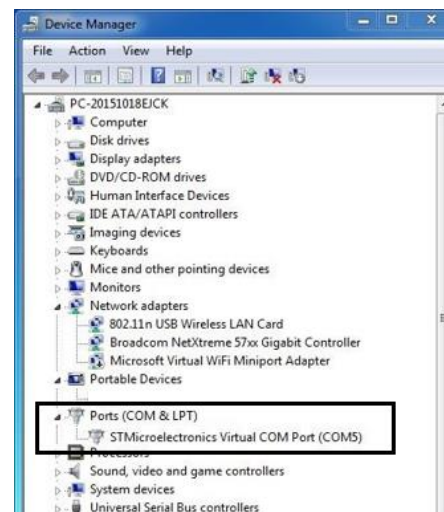 Device Manager
File Action View Help
PC-20151018EJCK
Computer
Disk drives
Display adapters
DVD/CD-ROM drives
Human Interface Devices
IDE ATA/ATAPI controllers
Imaging devices
Keyboards
Mice and other pointing devices
Monitors
Network adapters
802.11n USB Wireless LAN Card
Broadcom NetXtreme 57xx Gigabit Controller
Microsoft Virtual WiFi Miniport Adapter
Portable Devices
Ports (COM & LPT)
STMicroelectronics Virtual COM Port (COM5)
Processors
Sound, video and game controllers
System devices
Universal Serial Bus controllers